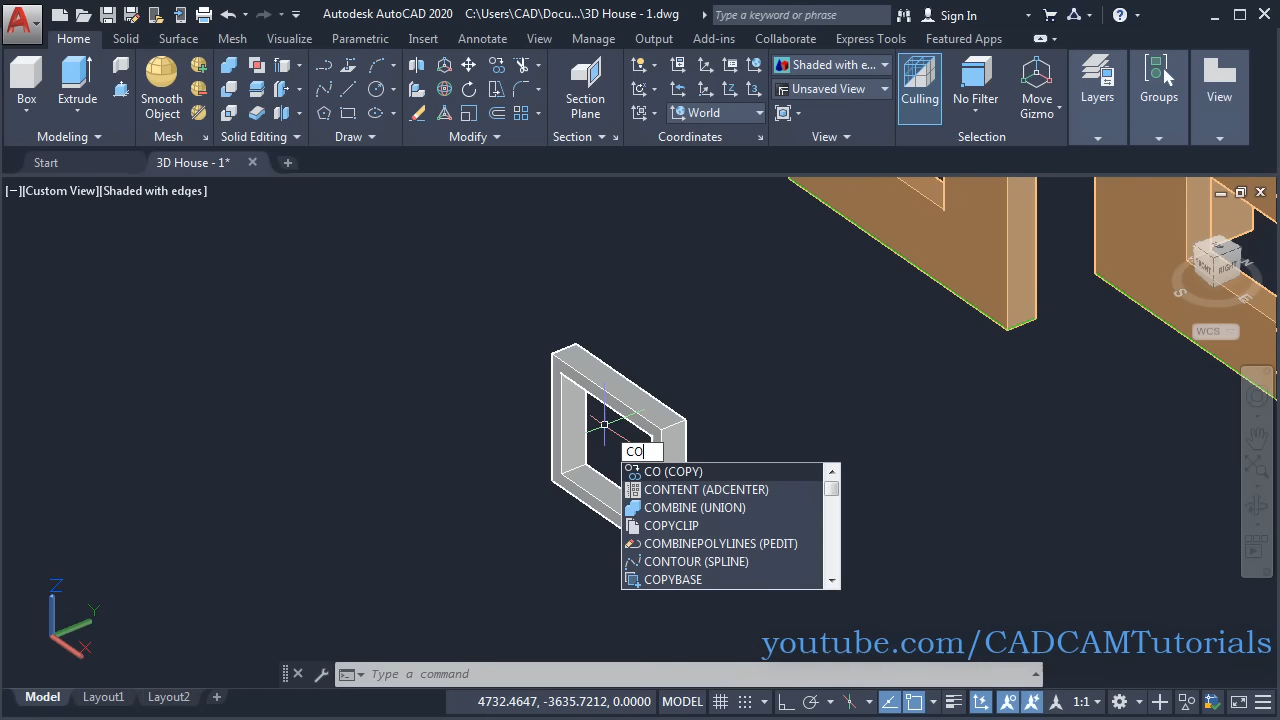 Autodesk AutoCAD 2020 C:\Users\CAD\Docu...\3D House - 1.dwg
Type a keyword or phrase
Sign In
Home Solid Surface Mesh Visualize Parametric Insert Annotate View Manage Output Add-ins Collaborate Express Tools Featured Apps
Box
Extrude
Smooth
Object
Section
Plane
World
Shaded with e...
Unsaved View
Culling
No Filter
Move
Gizmo
Layers
Groups
View
Modeling
Mesh
Solid Editing
Draw
Modify
Section
Coordinates
View
Selection
Start
3D House - 1*
[−][Custom View][Shaded with edges]
FRONT
RIGHT
N
S
E
WCS
CO
CO (COPY)
CONTENT (ADCENTER)
COMBINE (UNION)
COPYCLIP
COMBINEPOLYLINES (PEDIT)
CONTOUR (SPLINE)
COPYBASE
Z
Y
X
youtube.com/CADCAMTutorials
Type a command
Model
Layout1
Layout2
4732.4647, -3635.7212, 0.0000
MODEL
1:1